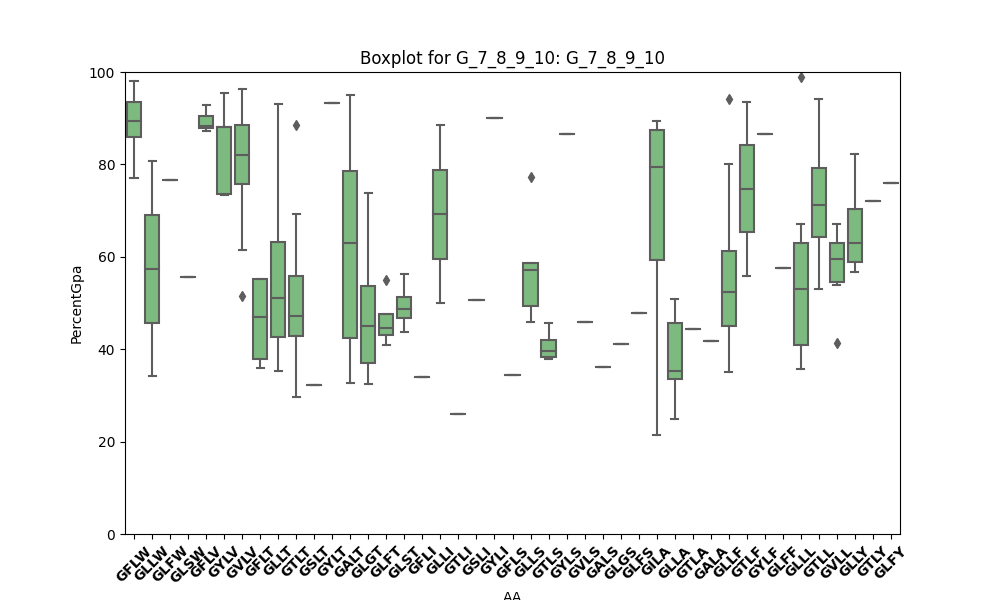 Boxplot for G_7_8_9_10: G_7_8_9_10
100
80
60
40
20
0
PercentGpa
GFLW
GLLW
GLFW
GLSW
GFLV
GYLV
GVLV
GFLT
GLLT
GTLT
GSLT
GYLT
GALT
GLGT
GLFT
GLST
GFLI
GLLI
GTLI
GSLI
GYLI
GFLS
GLLS
GTLS
GYLS
GVLS
GALS
GLGS
GLFS
GILA
GLLA
GTLA
GALA
GLLF
GTLF
GYLF
GLFF
GLLL
GTLL
GVLL
GLLY
GTLY
GLFY
AA